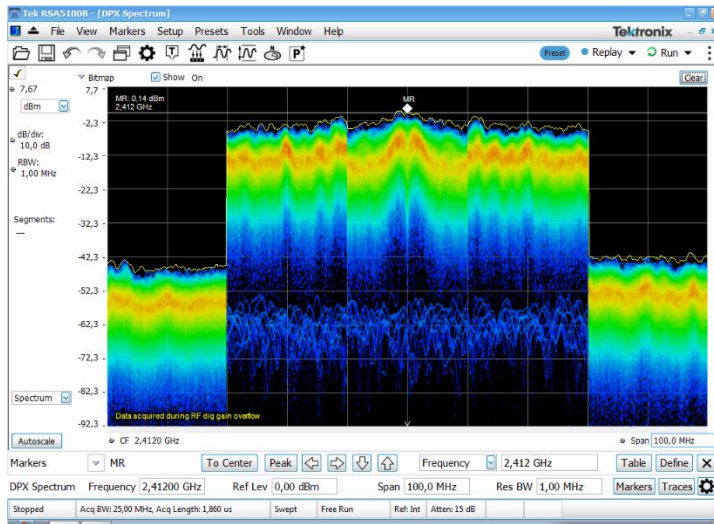 Tek RSA5100B - [DPX Spectrum]
File View Markers Setup Presets Tools Window Help
Tektronix
Preset Replay Run
7,67
dBm
dB/div:
10,0 dB
RBW:
1,00 MHz
Segments:
---
Spectrum
Autoscale
Bitmap Show On
Clear
7,7
-2,3
-12,3
-22,3
-32,3
-42,3
-52,3
-62,3
-72,3
-82,3
-92,3
MR: 0,14 dBm
2,412 GHz
MR
Data acquired during RF dig gain overflow
CF 2,4120 GHz
Span 100,0 MHz
Markers MR To Center Peak Frequency 2,412 GHz Table Define
DPX Spectrum Frequency 2,41200 GHz Ref Lev 0,00 dBm Span 100,0 MHz Res BW 1,00 MHz Markers Traces
Stopped Acq BW: 25,00 MHz, Acq Length: 1,860 us Swept Free Run Ref: Int Atten: 15 dB